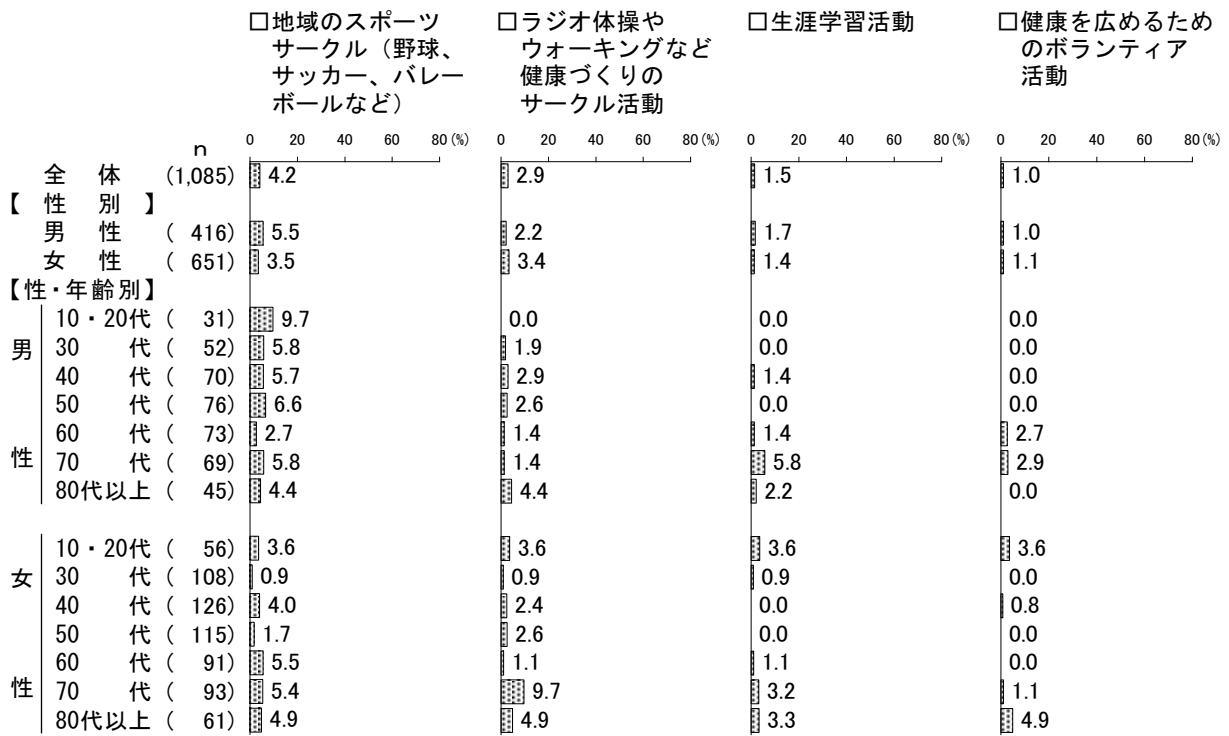 □地域のスポーツ
サークル（野球、
サッカー、バレー
ボールなど）
□ラジオ体操や
ウォーキングなど
健康づくりの
サークル活動
□生涯学習活動
□健康を広めるため
のボランティア
活動
0 20 40 60 80(%) 0 20 40 60 80(%) 0 20 40 60 80(%) 0 20 40 60 80(%)
n
全 体 (1,085) 4.2 2.9 1.5 1.0
【 性 別 】
男 性 ( 416) 5.5 2.2 1.7 1.0
女 性 ( 651) 3.5 3.4 1.4 1.1
【性・年齢別】
10・20代 ( 31) 9.7 0.0 0.0 0.0
男 30 代 ( 52) 5.8 1.9 0.0 0.0
40 代 ( 70) 5.7 2.9 1.4 0.0
50 代 ( 76) 6.6 2.6 0.0 0.0
60 代 ( 73) 2.7 1.4 1.4 2.7
性 70 代 ( 69) 5.8 1.4 5.8 2.9
80代以上 ( 45) 4.4 4.4 2.2 0.0
10・20代 ( 56) 3.6 3.6 3.6 3.6
女 30 代 ( 108) 0.9 0.9 0.9 0.0
40 代 ( 126) 4.0 2.4 0.0 0.8
50 代 ( 115) 1.7 2.6 0.0 0.0
60 代 ( 91) 5.5 1.1 1.1 0.0
性 70 代 ( 93) 5.4 9.7 3.2 1.1
80代以上 ( 61) 4.9 4.9 3.3 4.9